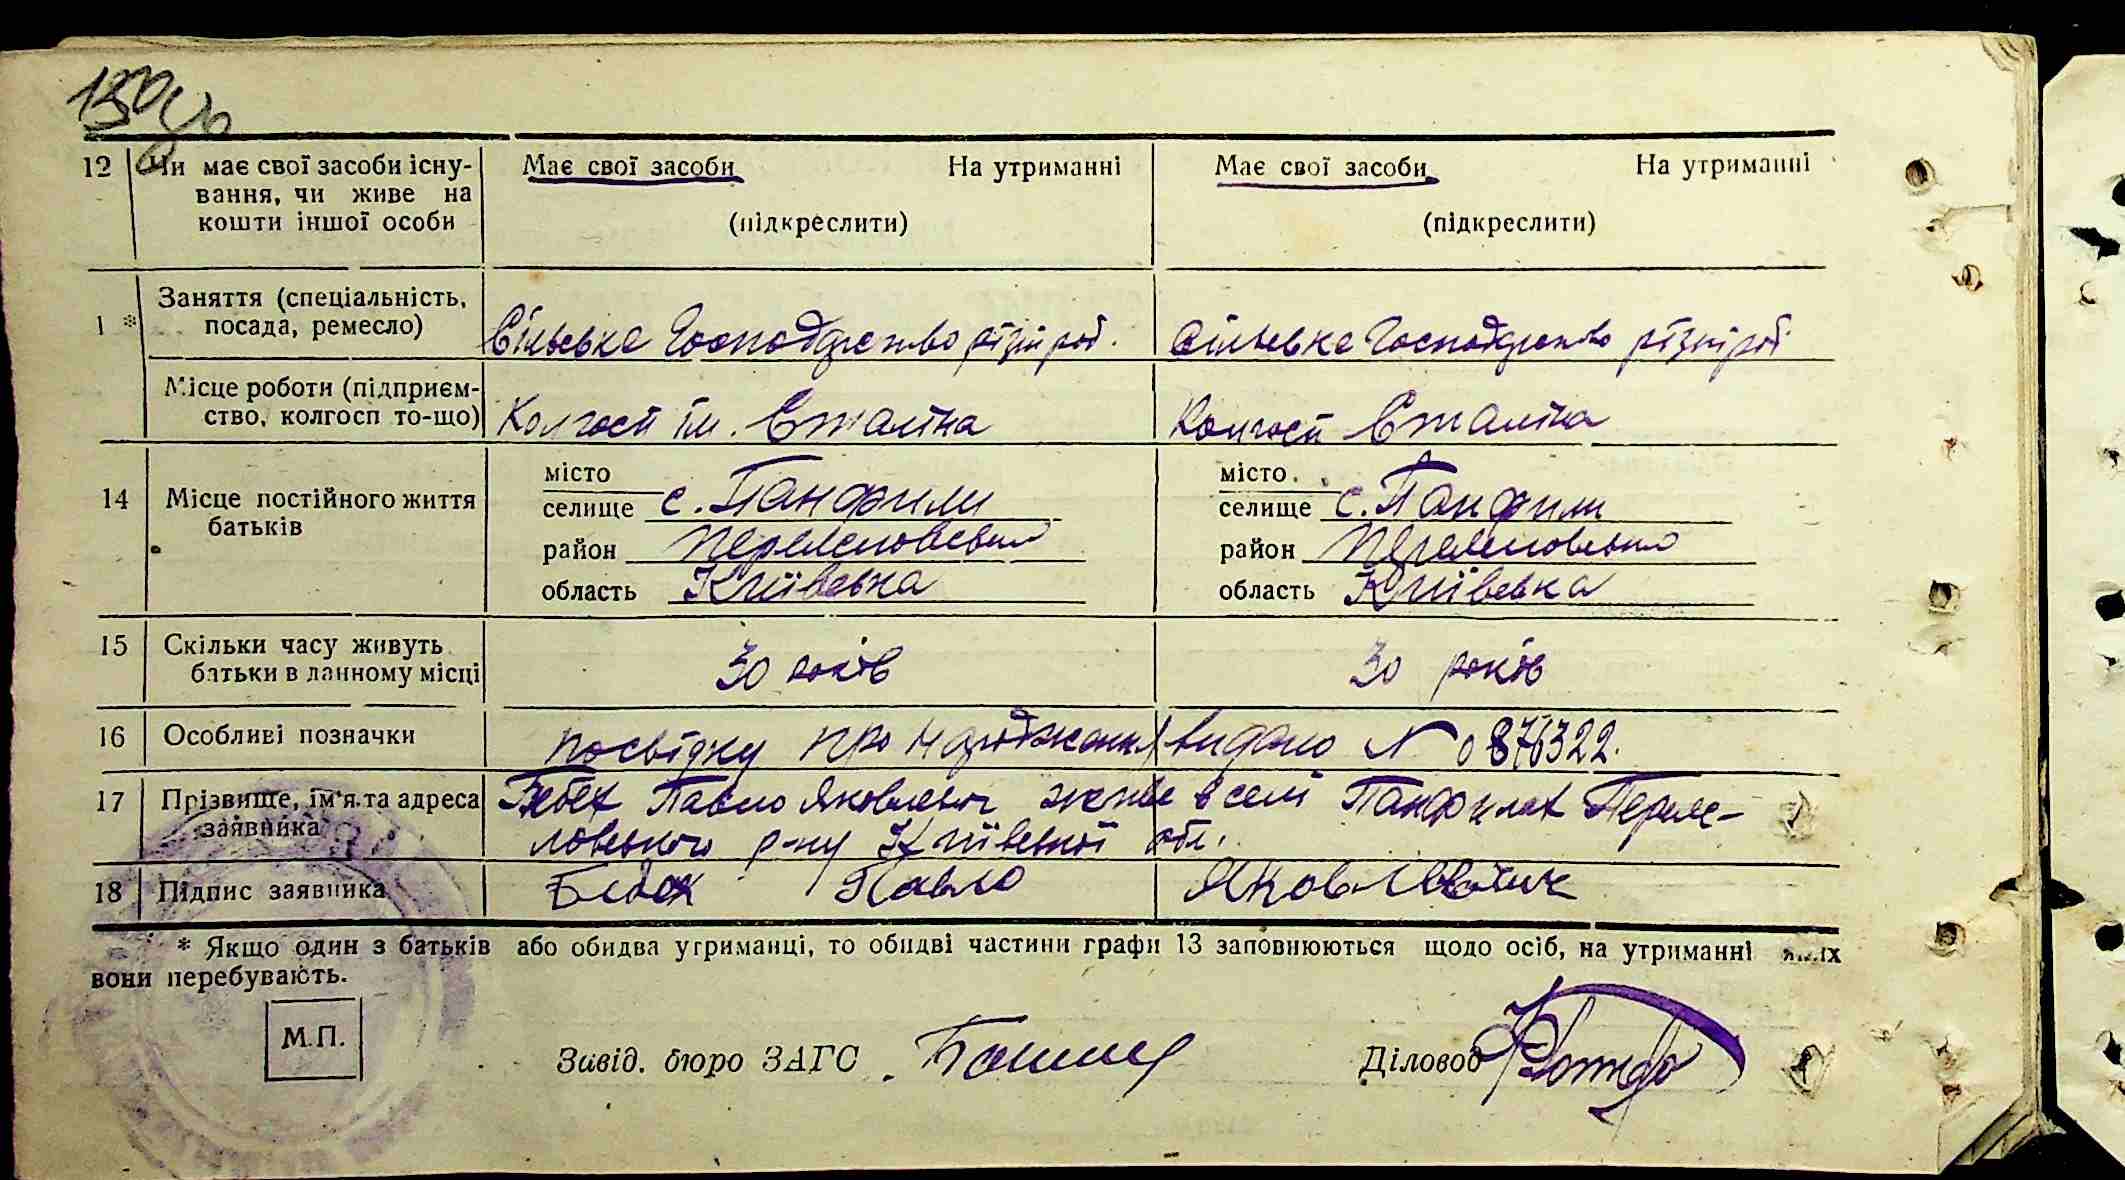 12 Чи має свої засоби існу-
вання, чи живе на
кошти іншої особи
Має свої засоби На утриманні
(підкреслити)
Має свої засоби На утриманні
(підкреслити)
1 *
Заняття (спеціальність,
посада, ремесло)
Сільське Господарство різні роб.
Сільське Господарство різні роб
Місце роботи (підприєм-
ство, колгосп то-що)
Колгосп ім. Сталіна
Колгосп Сталіна
14 Місце постійного життя
батьків
місто
селище с. Панфили
район
область Київська
місто
селище с. Панфили
район
область Київська
15 Скільки часу живуть
батьки в данному місці
30 років
30 років
16 Особливі позначки
посвідку про народження видано № 0876322.
17 Прізвище, ім'я та адреса
заявника
Бебех Павло Яковлевич живе в селі Панфилах Переяс-
ловського р-ну Київської обл.
18 Підпис заявника
Павло Яковлевич
* Якщо один з батьків або обидва утриманці, то обидві частини графи 13 заповнюються щодо осіб, на утриманні яких
вони перебувають.
М.П.
Завід. бюро ЗАГС
Діловод